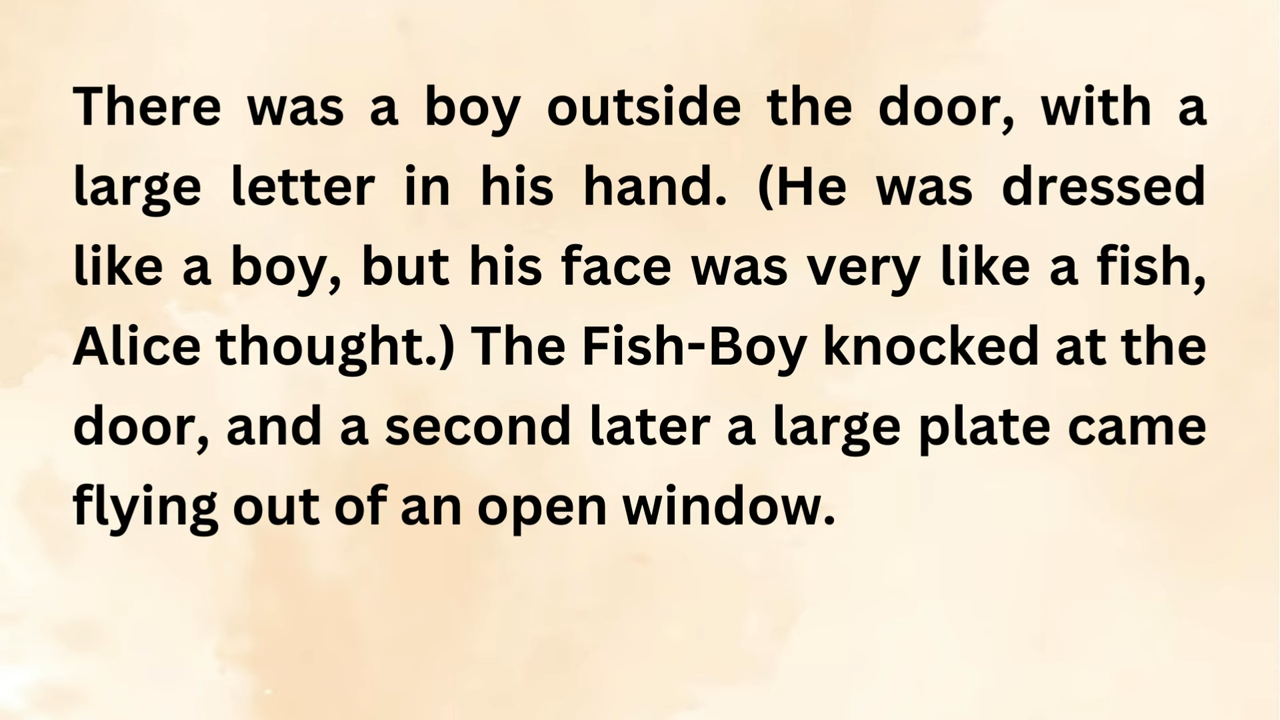 There was a boy outside the door, with a
large letter in his hand. (He was dressed
like a boy, but his face was very like a fish,
Alice thought.) The Fish-Boy knocked at the
door, and a second later a large plate came
flying out of an open window.